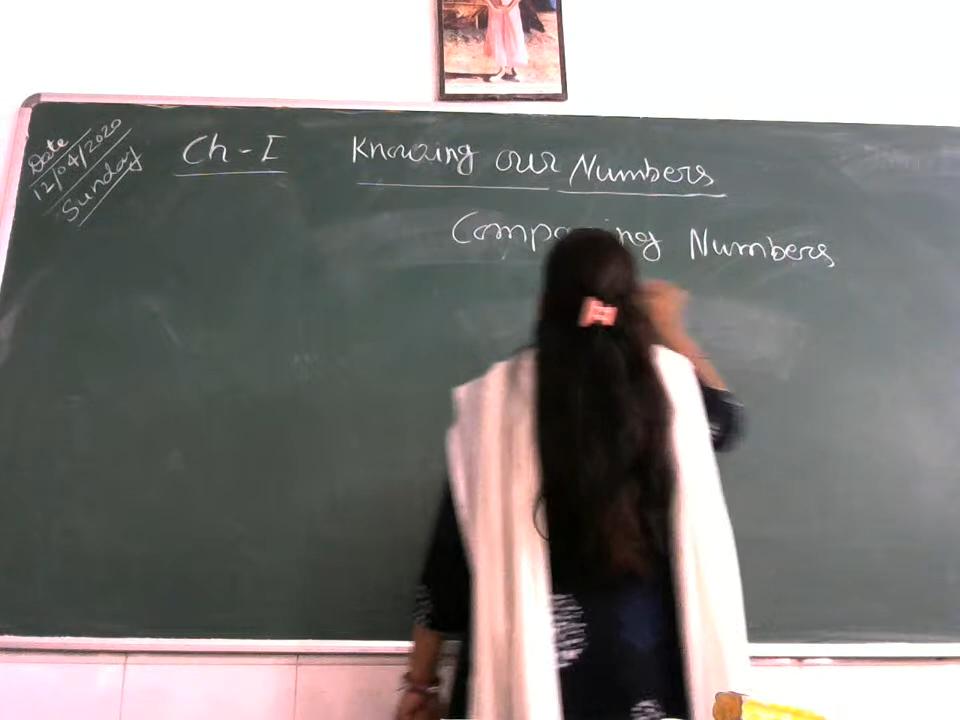 Date
12/04/2020
Sunday
Ch-I Knowing our Numbers
Comparing Numbers